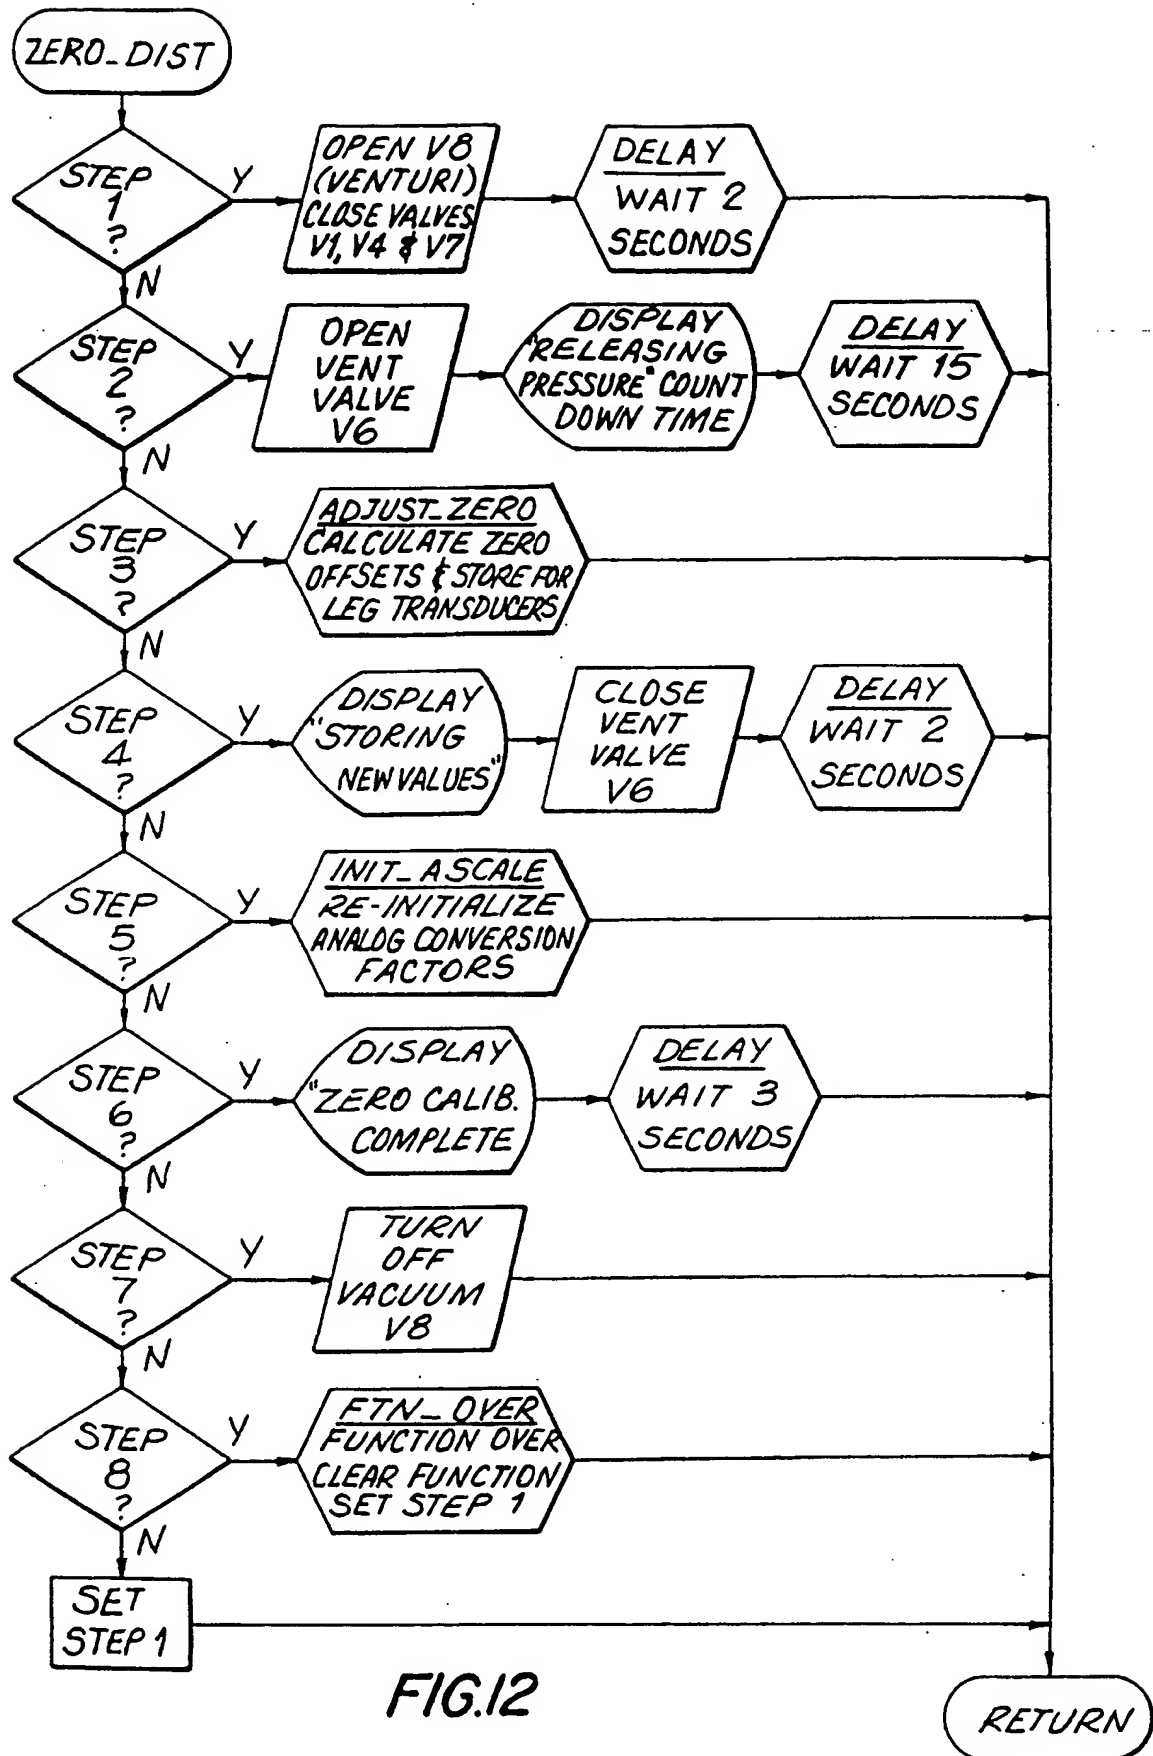 ZERO_DIST
STEP
1
?
Y
OPEN V8
(VENTURI)
CLOSE VALVES
V1, V4 & V7
DELAY
WAIT 2
SECONDS
N
STEP
2
?
Y
OPEN
VENT
VALVE
V6
DISPLAY
"RELEASING
PRESSURE" COUNT
DOWN TIME
DELAY
WAIT 15
SECONDS
N
STEP
3
?
Y
ADJUST_ZERO
CALCULATE ZERO
OFFSETS & STORE FOR
LEG TRANSDUCERS
N
STEP
4
?
Y
DISPLAY
"STORING
NEW VALUES"
CLOSE
VENT
VALVE
V6
DELAY
WAIT 2
SECONDS
N
STEP
5
?
Y
INIT_ASCALE
RE-INITIALIZE
ANALOG CONVERSION
FACTORS
N
STEP
6
?
Y
DISPLAY
"ZERO CALIB.
COMPLETE
DELAY
WAIT 3
SECONDS
N
STEP
7
?
Y
TURN
OFF
VACUUM
V8
N
STEP
8
?
Y
FTN_OVER
FUNCTION OVER
CLEAR FUNCTION
SET STEP 1
N
SET
STEP 1
RETURN
FIG.12